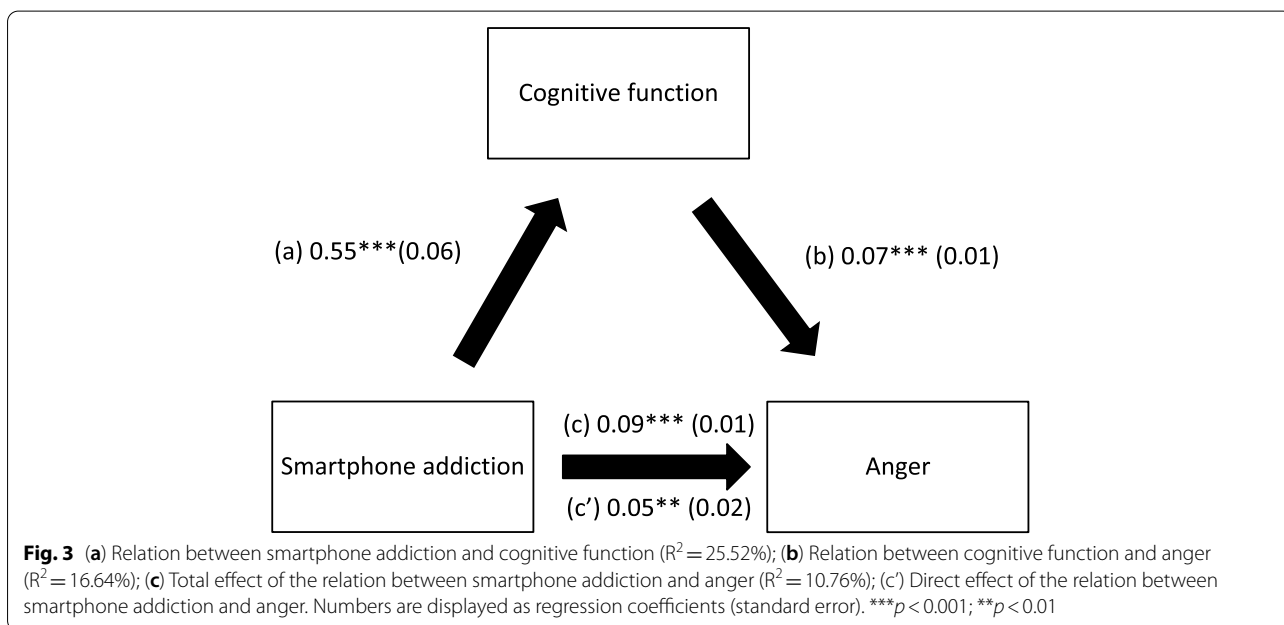 Cognitive function
(a) 0.55***(0.06)
(b) 0.07*** (0.01)
(c) 0.09*** (0.01)
Smartphone addiction
Anger
(c’) 0.05** (0.02)
Fig. 3 (a) Relation between smartphone addiction and cognitive function (R² = 25.52%); (b) Relation between cognitive function and anger
(R² = 16.64%); (c) Total effect of the relation between smartphone addiction and anger (R² = 10.76%); (c’) Direct effect of the relation between
smartphone addiction and anger. Numbers are displayed as regression coefficients (standard error). ***p < 0.001; **p < 0.01